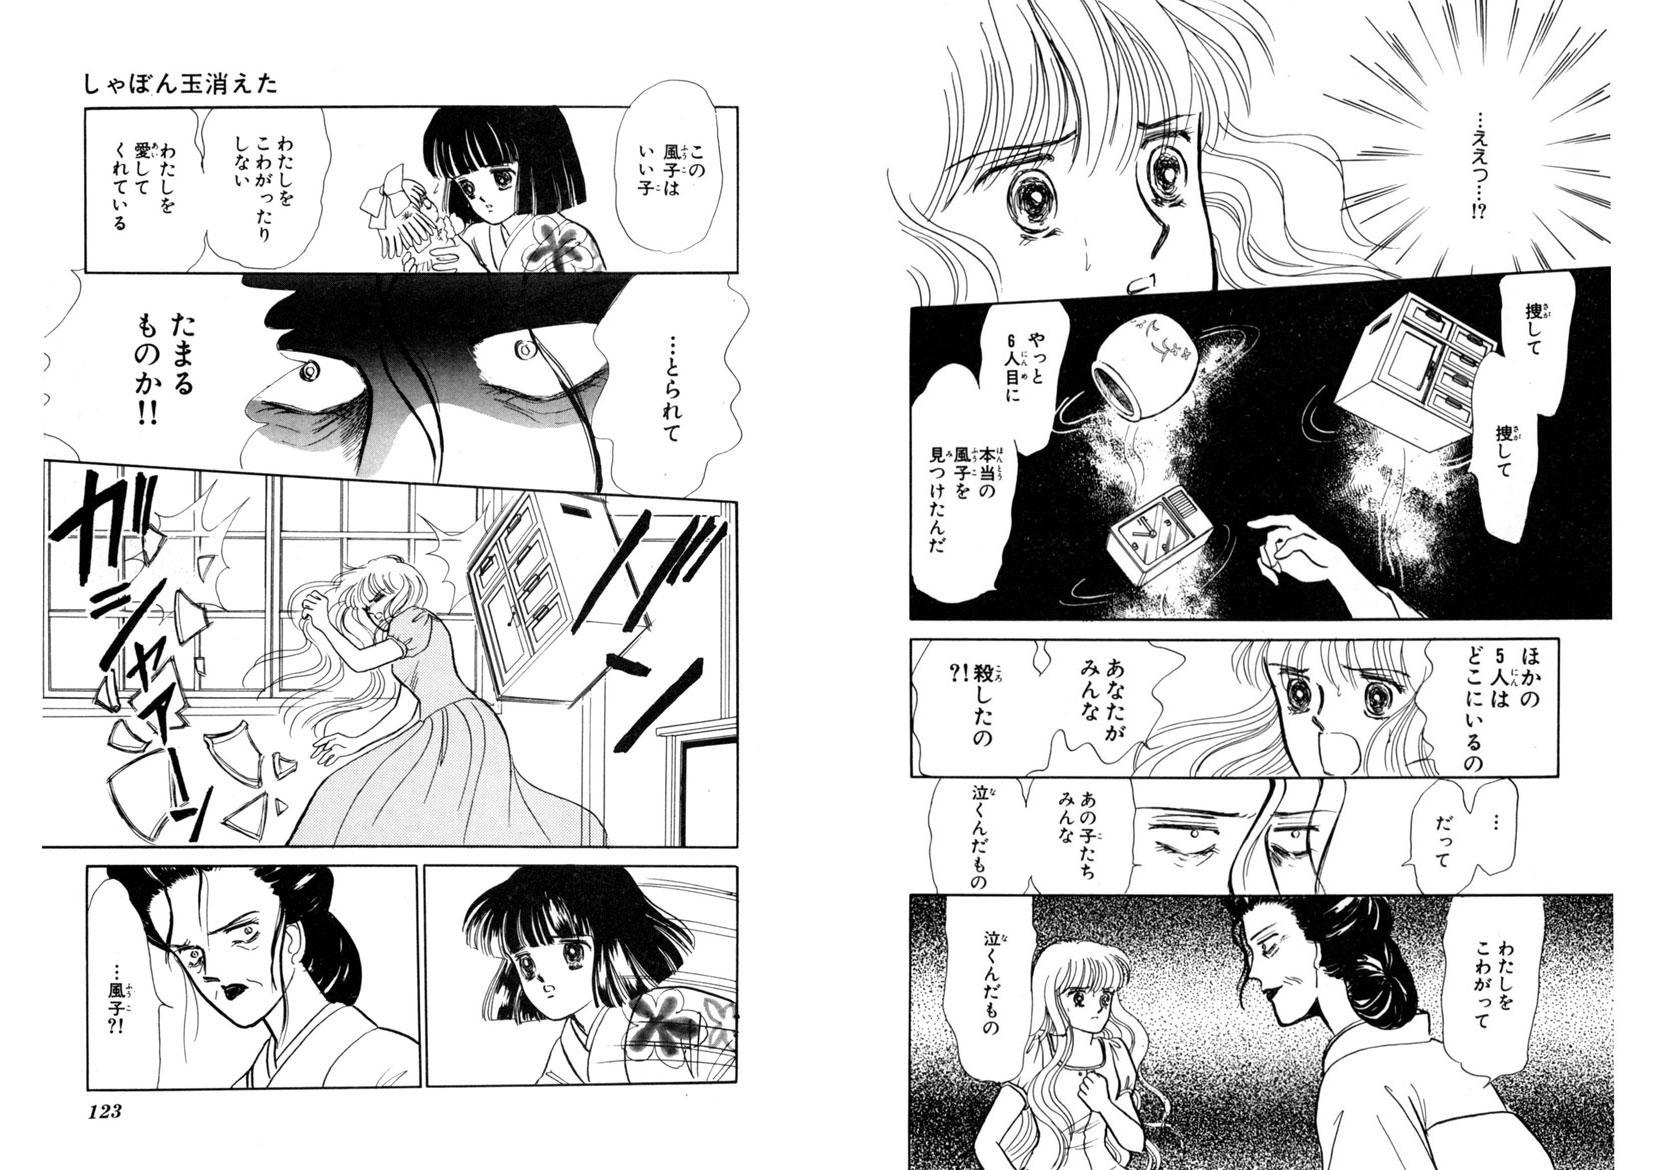 …ええっ…!?
捜して
捜して
やっと
6人目に
本当の
風子を
見つけたんだ
ほかの
5人は
どこにいるの
あなたが
みんな
殺したの
?!
…
だって
あの子たち
みんな
泣くんだもの
わたしを
こわがって
泣くんだもの
しゃぼん玉消えた
この
風子は
いい子
わたしを
こわがったり
しない
わたしを
愛して
くれている
…とられて
たまる
ものか!!
バンッ
ガシャァーン
…風子?!
123